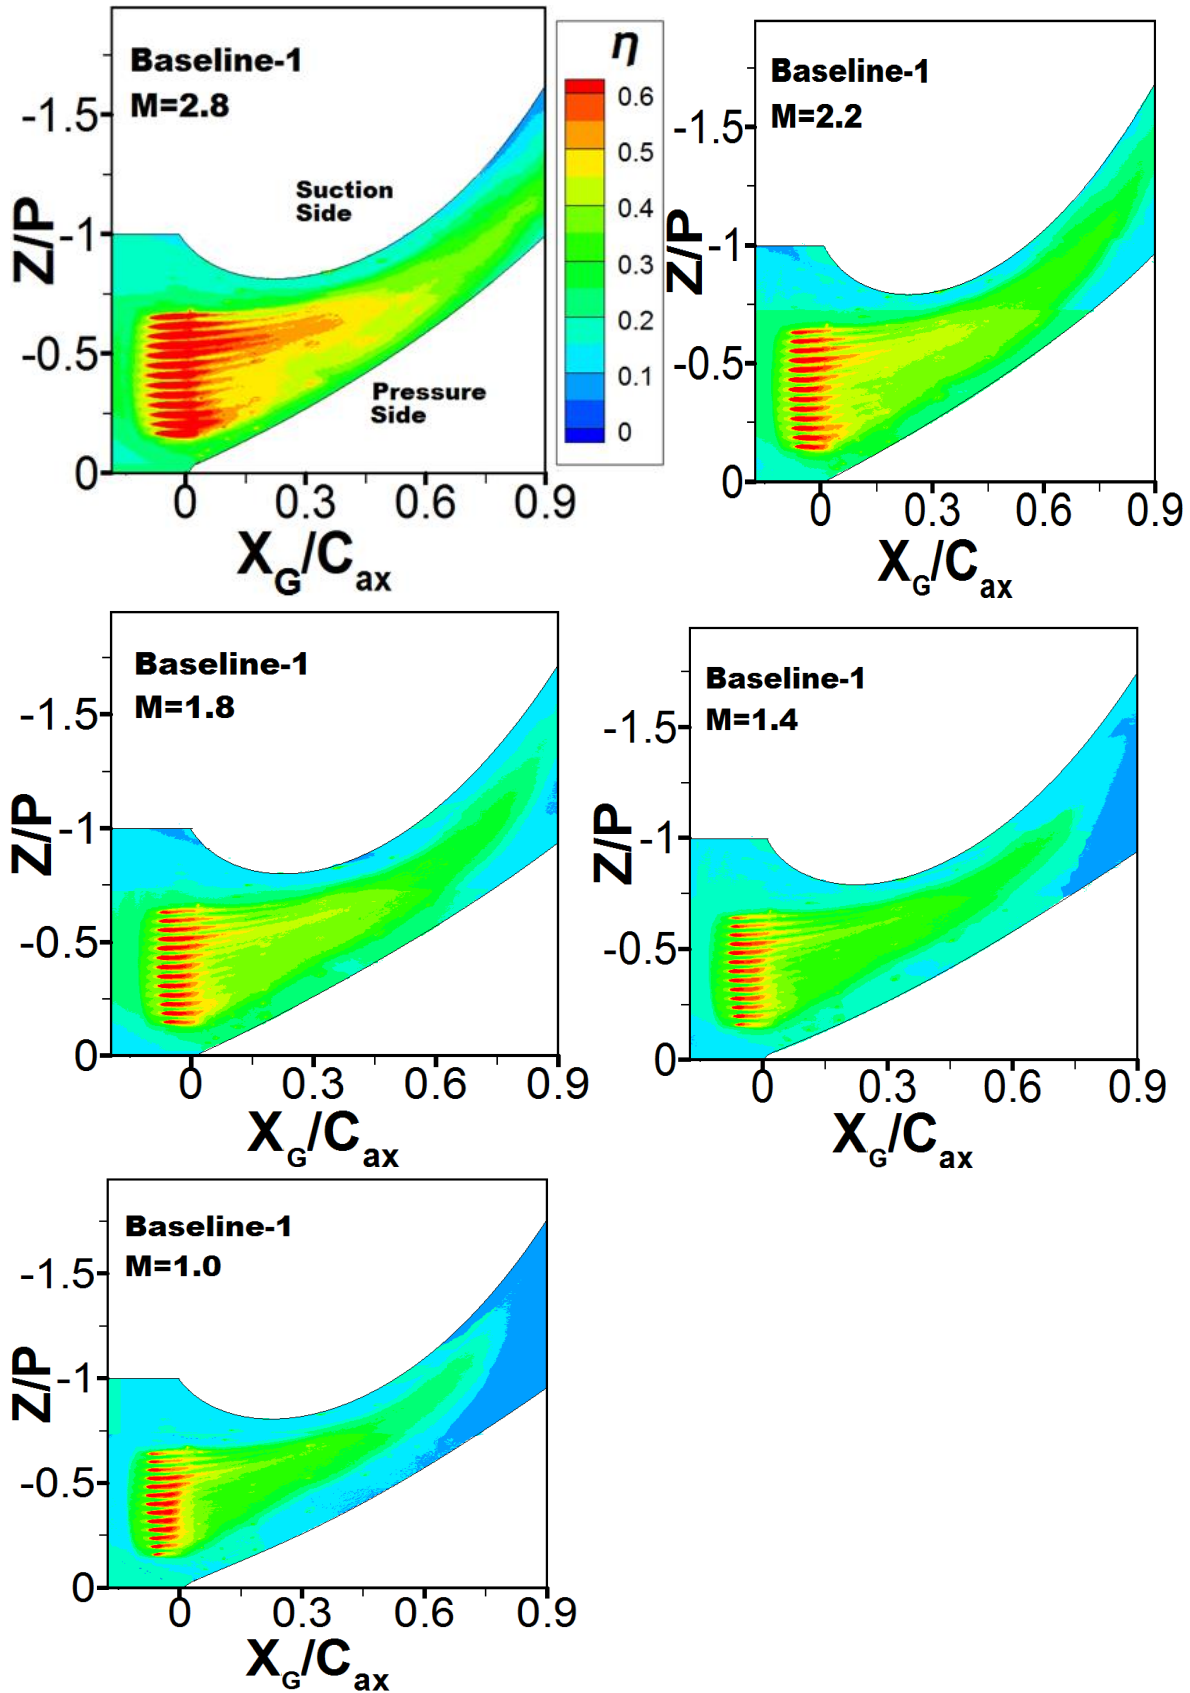 Baseline-1
M=2.8
Suction
Side
Pressure
Side
Z/P
-1.5
-1
-0.5
0
0
0.3
0.6
0.9
X_G/C_ax
η
0.6
0.5
0.4
0.3
0.2
0.1
0
Baseline-1
M=2.2
Z/P
-1.5
-1
-0.5
0
0
0.3
0.6
0.9
X_G/C_ax
Baseline-1
M=1.8
Z/P
-1.5
-1
-0.5
0
0
0.3
0.6
0.9
X_G/C_ax
Baseline-1
M=1.4
Z/P
-1.5
-1
-0.5
0
0
0.3
0.6
0.9
X_G/C_ax
Baseline-1
M=1.0
Z/P
-1.5
-1
-0.5
0
0
0.3
0.6
0.9
X_G/C_ax